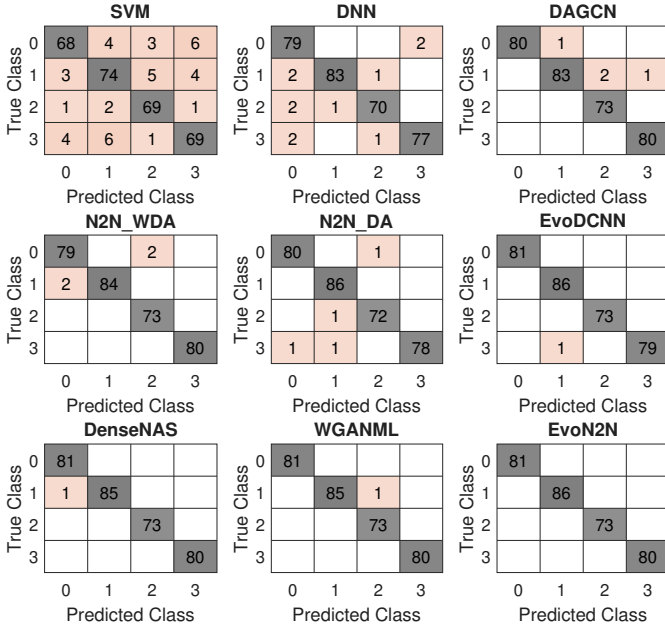 SVM
DNN
DAGCN
True Class
0 68 4 3 6
1 3 74 5 4
2 1 2 69 1
3 4 6 1 69
0 1 2 3
Predicted Class
True Class
0 79 2
1 2 83 1
2 2 1 70
3 2 1 77
0 1 2 3
Predicted Class
True Class
0 80 1
1 83 2 1
2 73
3 80
0 1 2 3
Predicted Class
N2N_WDA
N2N_DA
EvoDCNN
True Class
0 79 2
1 2 84
2 73
3 80
0 1 2 3
Predicted Class
True Class
0 80 1
1 86
2 1 72
3 1 1 78
0 1 2 3
Predicted Class
True Class
0 81
1 86
2 73
3 1 79
0 1 2 3
Predicted Class
DenseNAS
WGANML
EvoN2N
True Class
0 81
1 1 85
2 73
3 80
0 1 2 3
Predicted Class
True Class
0 81
1 85 1
2 73
3 80
0 1 2 3
Predicted Class
True Class
0 81
1 86
2 73
3 80
0 1 2 3
Predicted Class